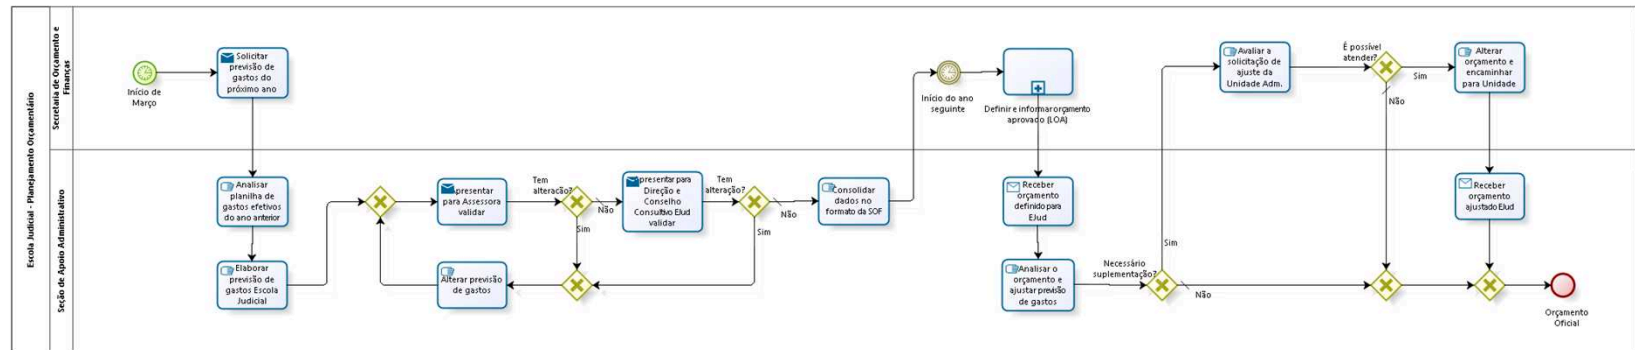 Escola Judicial - Planejamento Orçamentário
Secretaria de Orçamento e
Finanças
Início de
Março
Solicitar
previsão de
gastos do
próximo ano
Início do ano
seguinte
Definir e informar orçamento
aprovado (LOA)
Avaliar a
solicitação de
ajuste da
Unidade Adm.
É possível
atender?
Sim
Não
Alterar
orçamento e
encaminhar
para Unidade
Seção de Apoio Administrativo
Analisar
planilha de
gastos efetivos
do ano anterior
Elaborar
previsão de
gastos Escola
Judicial
Apresentar
para Assessora
validar
Tem
alteração?
Não
Sim
Apresentar para
Direção e
Conselho
Consultivo EJud
validar
Tem
alteração?
Não
Sim
Alterar previsão
de gastos
Consolidar
dados no
formato da SOF
Receber
orçamento
definido para
EJud
Analisar o
orçamento e
ajustar previsão
de gastos
Necessário
suplementação?
Sim
Não
Receber
orçamento
ajustado EJud
Orçamento
Oficial